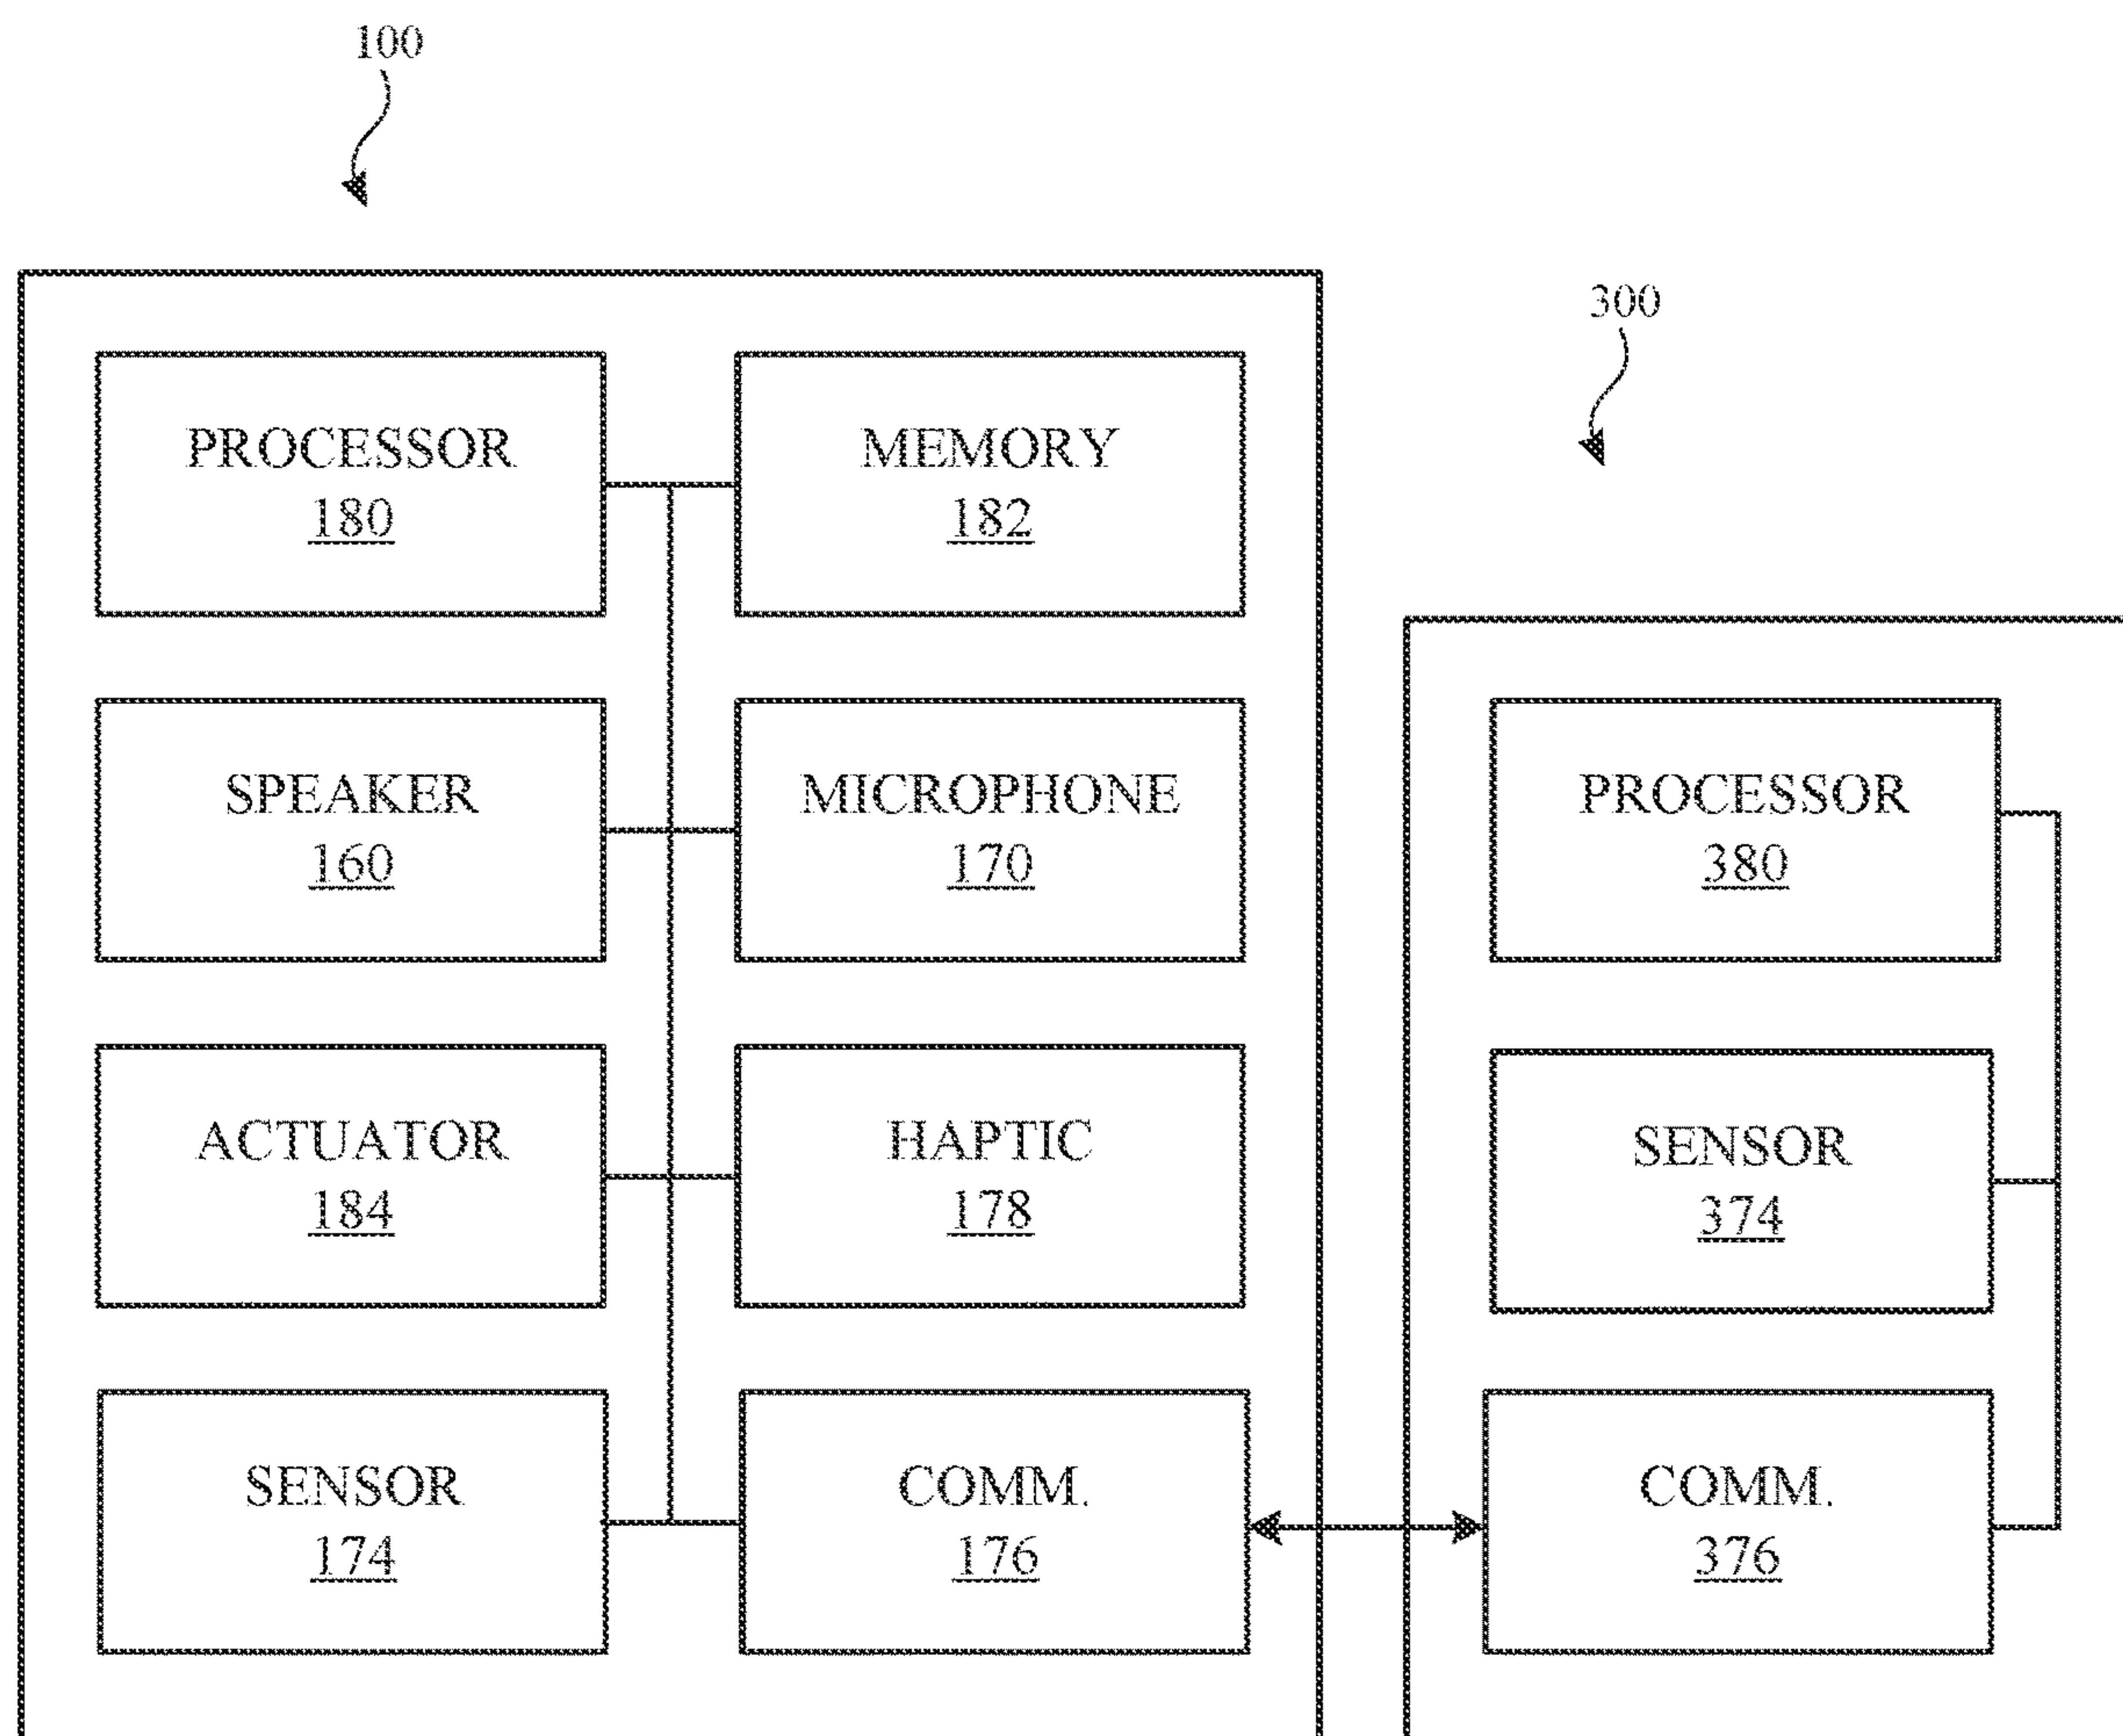 100
300
PROCESSOR
180
MEMORY
182
SPEAKER
160
MICROPHONE
170
PROCESSOR
380
ACTUATOR
184
HAPTIC
178
SENSOR
374
SENSOR
174
COMM.
176
COMM.
376